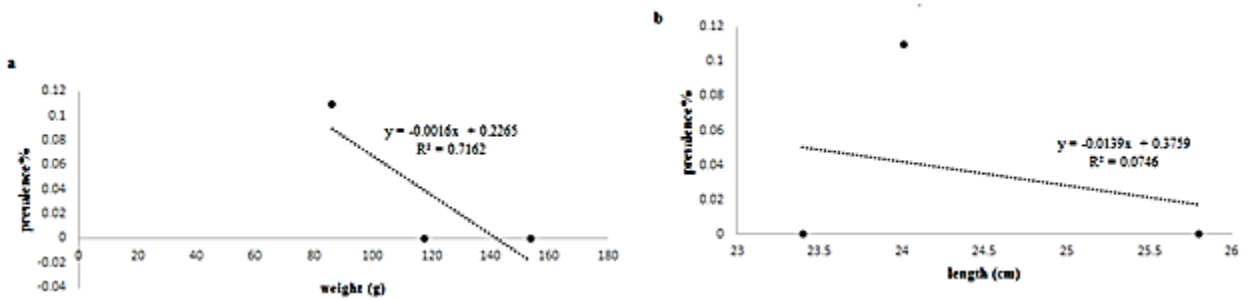 a
0.12
0.1
0.08
0.06
0.04
0.02
0
-0.02
-0.04
prevalence%
y = -0.0016x + 0.2265
R² = 0.7162
0 20 40 60 80 100 120 140 160 180
weight (g)
b
0.12
0.1
0.08
0.06
0.04
0.02
0
prevalence%
y = -0.0139x + 0.3759
R² = 0.0746
23 23.5 24 24.5 25 25.5 26
length (cm)